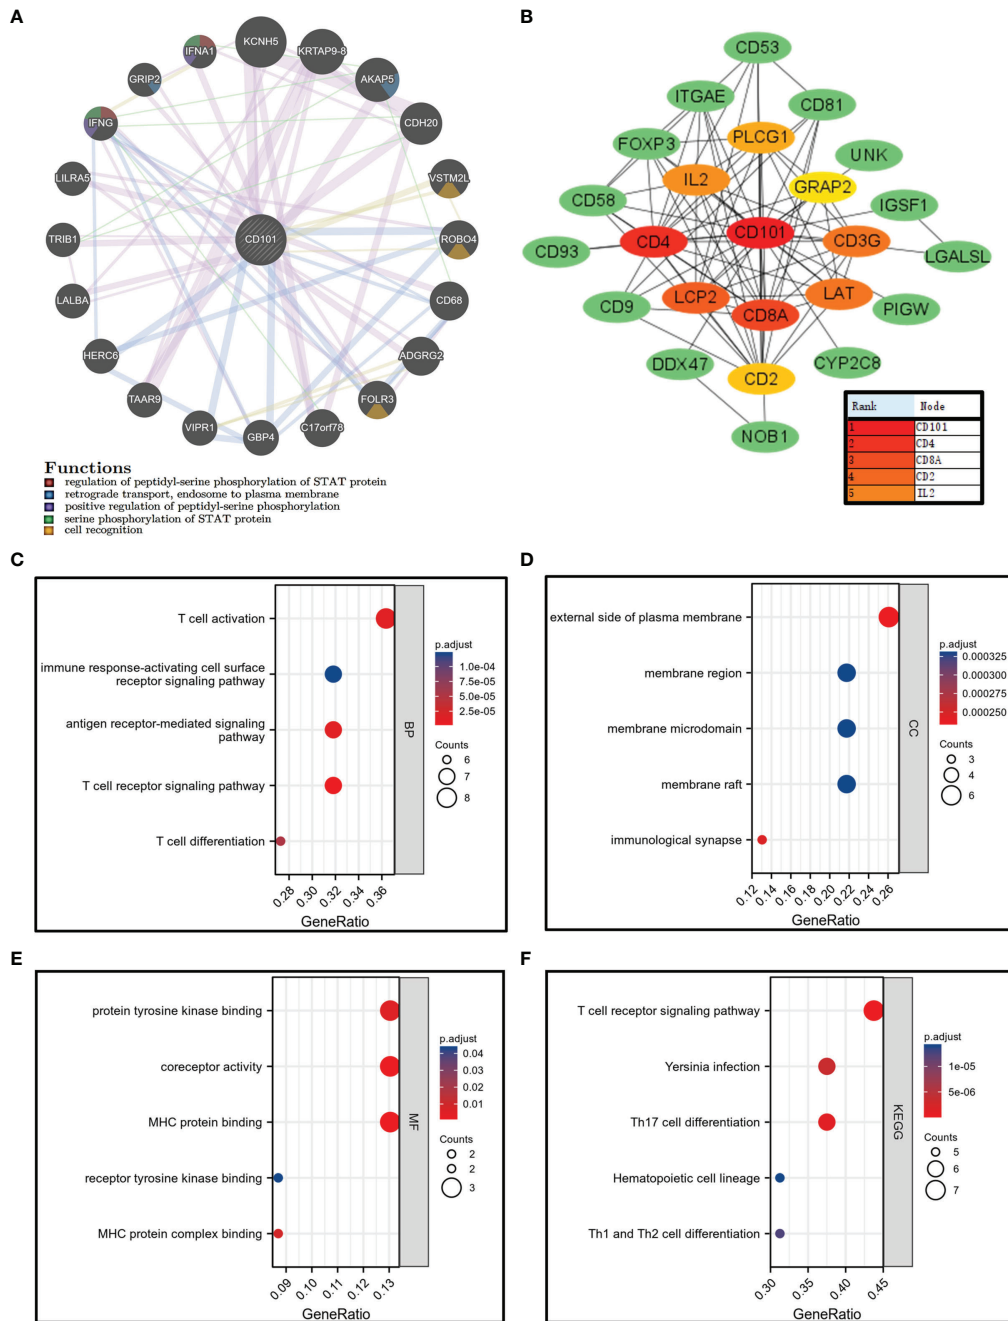 A
KCNH5
KRTAP9-8
IFNA1
AKAP5
GRIP2
CDH20
IFNG
VSTM2L
LILRA5
TRIB1
CD101
ROBO4
LALBA
CD68
HERC6
ADGRG2
TAAR9
FOLR3
VIPR1
C17orf78
GBP4
Functions
regulation of peptidyl-serine phosphorylation of STAT protein
retrograde transport, endosome to plasma membrane
positive regulation of peptidyl-serine phosphorylation
serine phosphorylation of STAT protein
cell recognition
B
CD53
ITGAE
CD81
FOXP3
PLCG1
UNK
IL2
GRAP2
CD58
IGSF1
CD93
CD4
CD101
CD3G
LGALSL
CD9
LCP2
LAT
CD8A
PIGW
DDX47
CD2
CYP2C8
NOB1
Rank Node
1 CD101
2 CD4
3 CD8A
4 CD2
5 IL2
C
T cell activation
immune response-activating cell surface
receptor signaling pathway
antigen receptor-mediated signaling
pathway
T cell receptor signaling pathway
T cell differentiation
0.28 0.30 0.32 0.34 0.36
GeneRatio
BP
p.adjust
1.0e-04
7.5e-05
5.0e-05
2.5e-05
Counts
6
7
8
D
external side of plasma membrane
membrane region
membrane microdomain
membrane raft
immunological synapse
0.12 0.14 0.16 0.18 0.20 0.22 0.24 0.26
GeneRatio
CC
p.adjust
0.000325
0.000300
0.000275
0.000250
Counts
3
4
6
E
protein tyrosine kinase binding
coreceptor activity
MHC protein binding
receptor tyrosine kinase binding
MHC protein complex binding
0.09 0.10 0.11 0.12 0.13
GeneRatio
MF
p.adjust
0.04
0.03
0.02
0.01
Counts
2
2
3
F
T cell receptor signaling pathway
Yersinia infection
Th17 cell differentiation
Hematopoietic cell lineage
Th1 and Th2 cell differentiation
0.30 0.35 0.40 0.45
GeneRatio
KEGG
p.adjust
1e-05
5e-06
Counts
5
6
7